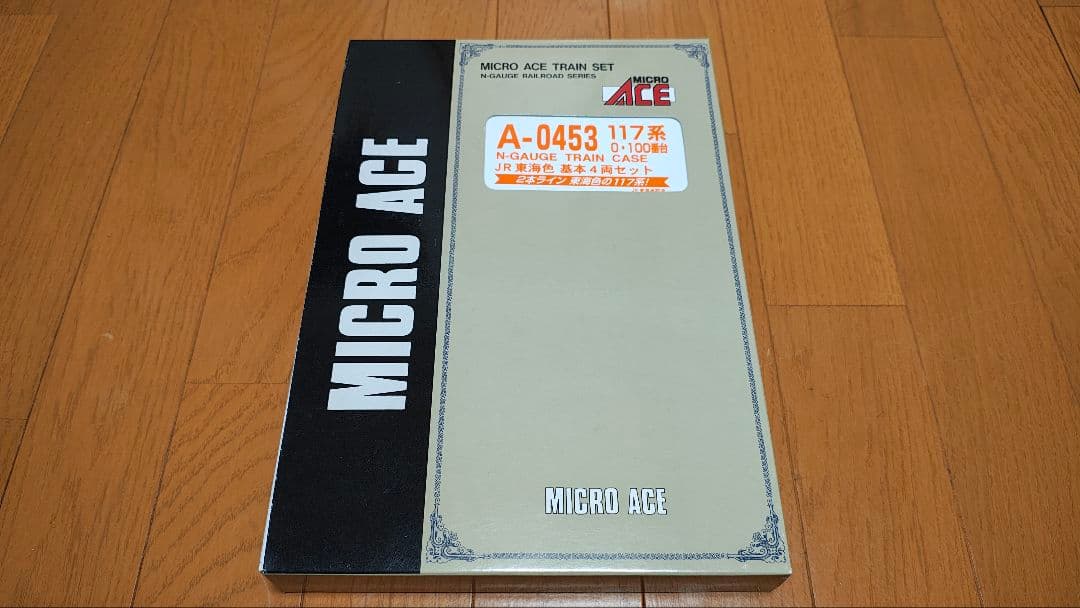 MICRO ACE
MICRO ACE TRAIN SET
N-GAUGE RAILROAD SERIES
MICRO
ACE
A-0453 117系
0・100番台
N-GAUGE TRAIN CASE
JR東海色 基本4両セット
2本ライン 東海色の117系!
MICRO ACE